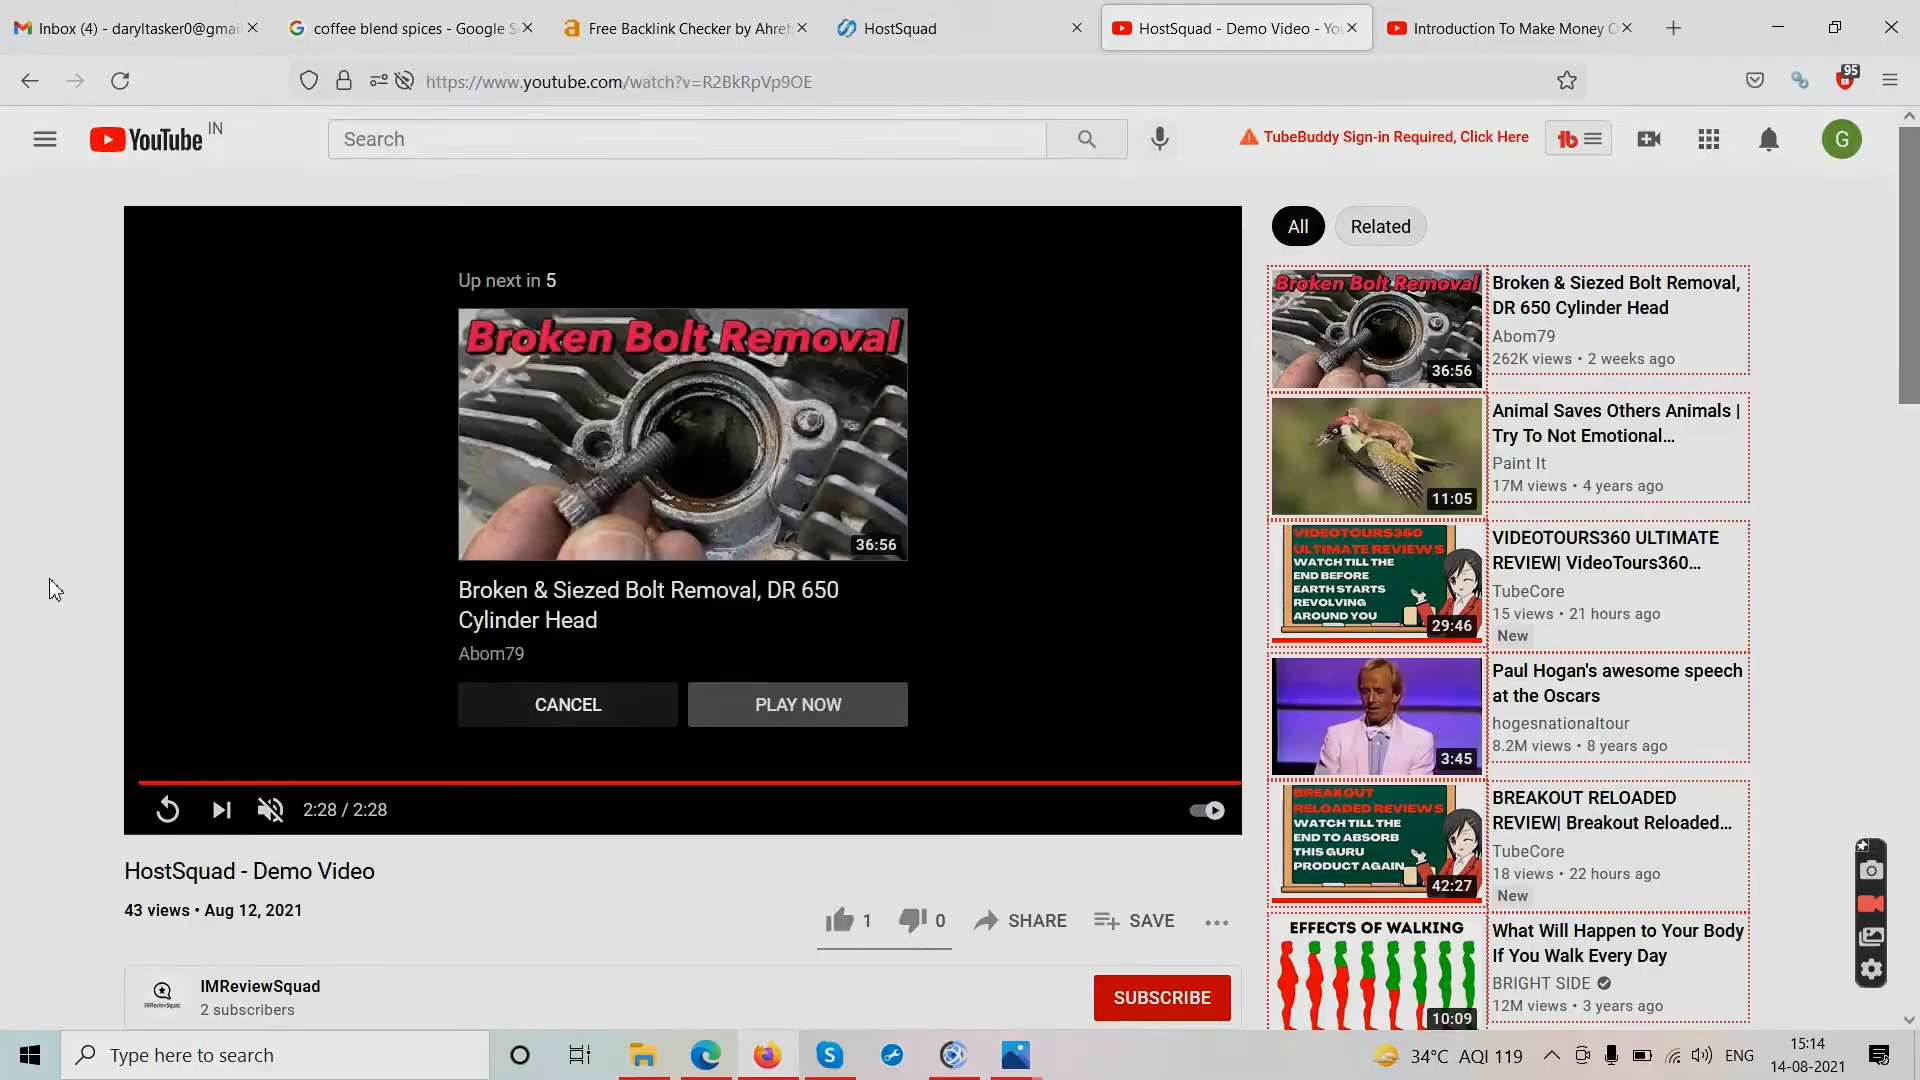 Inbox (4) - daryltasker0@gmai
coffee blend spices - Google S
Free Backlink Checker by Ahref
HostSquad
HostSquad - Demo Video - You
Introduction To Make Money O
https://www.youtube.com/watch?v=R2BkRpVp9OE
95
YouTube IN
Search
TubeBuddy Sign-in Required, Click Here
G
All
Related
Up next in 5
Broken Bolt Removal
36:56
Broken & Siezed Bolt Removal, DR 650
Cylinder Head
Abom79
CANCEL
PLAY NOW
2:28 / 2:28
HostSquad - Demo Video
43 views • Aug 12, 2021
1
0
SHARE
SAVE
IMReviewSquad
2 subscribers
SUBSCRIBE
Broken Bolt Removal
36:56
Broken & Siezed Bolt Removal,
DR 650 Cylinder Head
Abom79
262K views • 2 weeks ago
11:05
Animal Saves Others Animals |
Try To Not Emotional...
Paint It
17M views • 4 years ago
VIDEOTOURS360
ULTIMATE REVIEW S
WATCH TILL THE
END BEFORE
EARTH STARTS
REVOLVING
AROUND YOU
29:46
VIDEOTOURS360 ULTIMATE
REVIEW| VideoTours360...
TubeCore
15 views • 21 hours ago
New
3:45
Paul Hogan's awesome speech
at the Oscars
hogesnationaltour
8.2M views • 8 years ago
BREAKOUT
RELOADED REVIEW S
WATCH TILL THE
END TO ABSORB
THIS GURU
PRODUCT AGAIN
42:27
BREAKOUT RELOADED
REVIEW| Breakout Reloaded...
TubeCore
18 views • 22 hours ago
New
EFFECTS OF WALKING
10:09
What Will Happen to Your Body
If You Walk Every Day
BRIGHT SIDE
12M views • 3 years ago
Type here to search
34°C AQI 119
ENG
15:14
14-08-2021